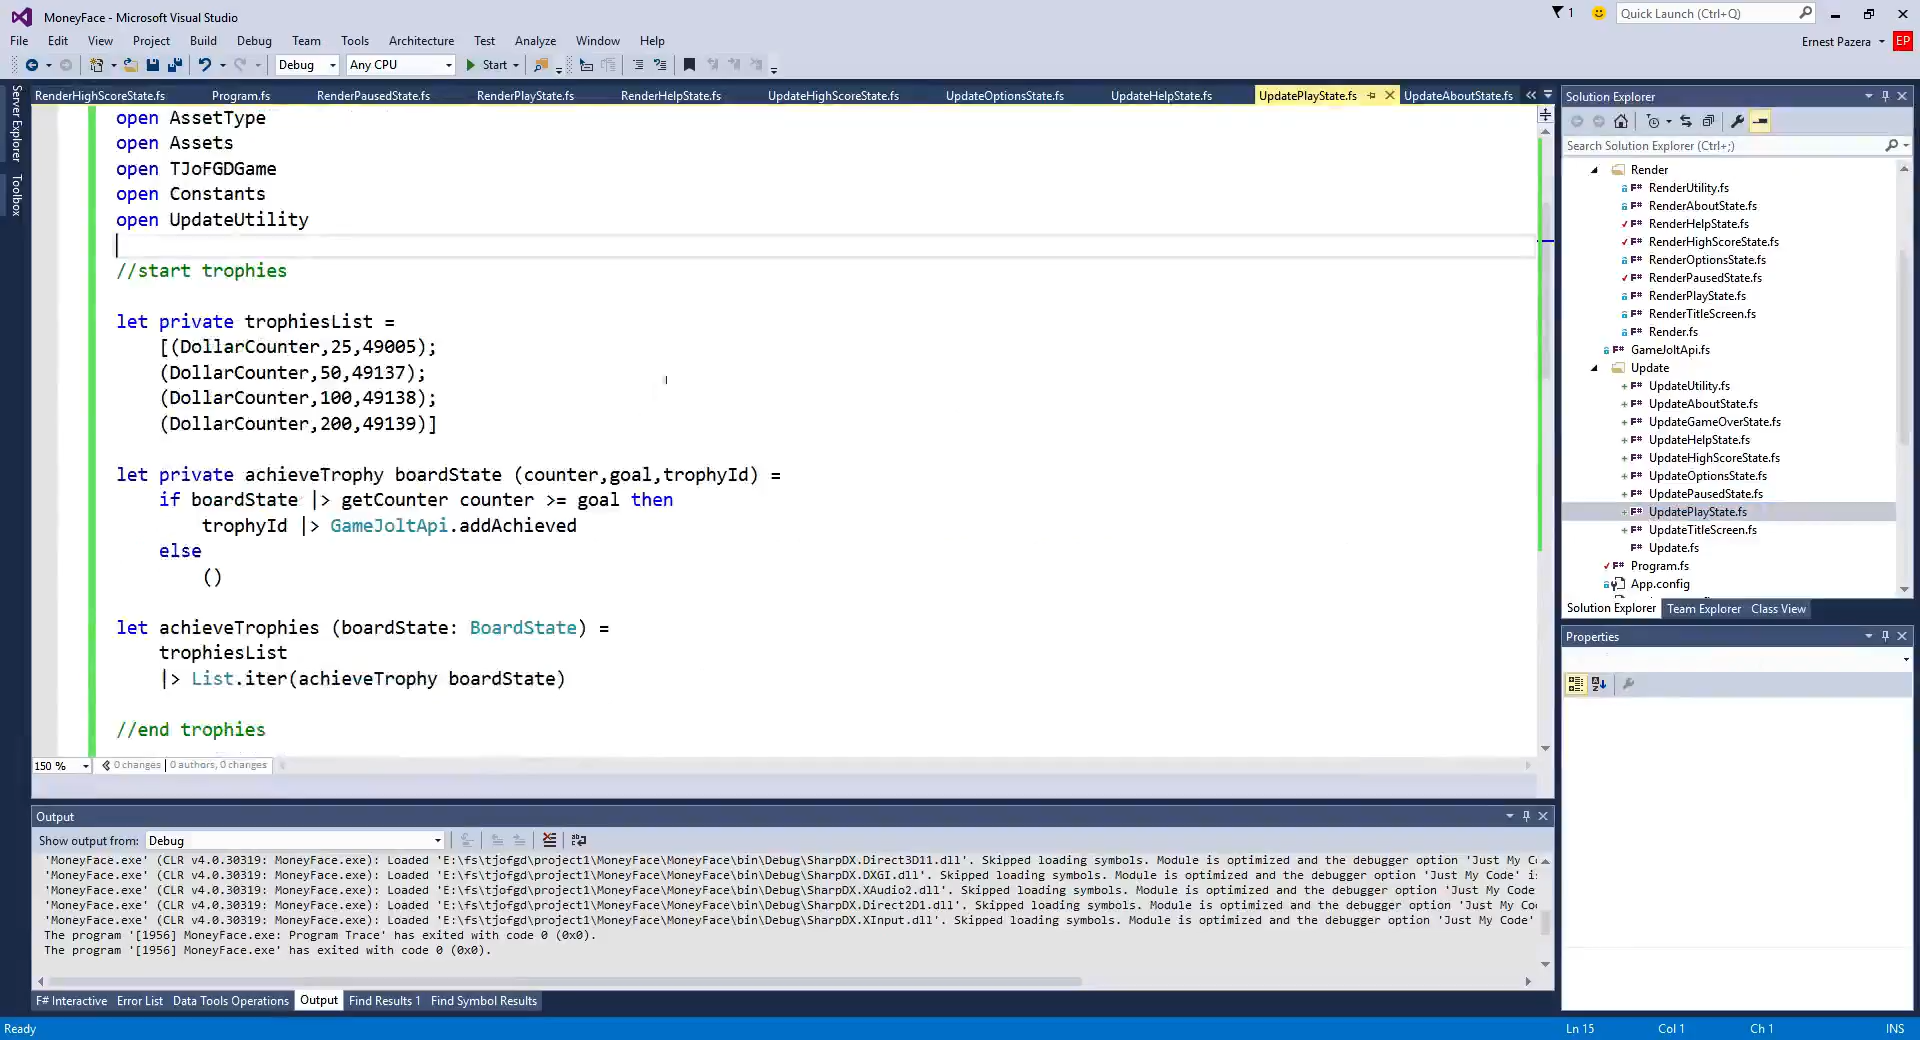 MoneyFace - Microsoft Visual Studio
1
Quick Launch (Ctrl+Q)
File Edit View Project Build Debug Team Tools Architecture Test Analyze Window Help
Ernest Pazera EP
Debug Any CPU Start
Server Explorer
Toolbox
RenderHighScoreState.fs Program.fs RenderPausedState.fs RenderPlayState.fs RenderHelpState.fs UpdateHighScoreState.fs UpdateOptionsState.fs UpdateHelpState.fs UpdatePlayState.fs UpdateAboutState.fs
open AssetType
open Assets
open TJoFGDGame
open Constants
open UpdateUtility
//start trophies
let private trophiesList =
[(DollarCounter,25,49005);
(DollarCounter,50,49137);
(DollarCounter,100,49138);
(DollarCounter,200,49139)]
let private achieveTrophy boardState (counter,goal,trophyId) =
if boardState |> getCounter counter >= goal then
trophyId |> GameJoltApi.addAchieved
else
()
let achieveTrophies (boardState: BoardState) =
trophiesList
|> List.iter(achieveTrophy boardState)
//end trophies
150 % 0 changes | 0 authors, 0 changes
Solution Explorer
Search Solution Explorer (Ctrl+;)
Render
RenderUtility.fs
RenderAboutState.fs
RenderHelpState.fs
RenderHighScoreState.fs
RenderOptionsState.fs
RenderPausedState.fs
RenderPlayState.fs
RenderTitleScreen.fs
Render.fs
GameJoltApi.fs
Update
UpdateUtility.fs
UpdateAboutState.fs
UpdateGameOverState.fs
UpdateHelpState.fs
UpdateHighScoreState.fs
UpdateOptionsState.fs
UpdatePausedState.fs
UpdatePlayState.fs
UpdateTitleScreen.fs
Update.fs
Program.fs
App.config
Solution Explorer Team Explorer Class View
Properties
Output
Show output from: Debug
'MoneyFace.exe' (CLR v4.0.30319: MoneyFace.exe): Loaded 'E:\fs\tjofgd\project1\MoneyFace\MoneyFace\bin\Debug\SharpDX.Direct3D11.dll'. Skipped loading symbols. Module is optimized and the debugger option 'Just My Co
'MoneyFace.exe' (CLR v4.0.30319: MoneyFace.exe): Loaded 'E:\fs\tjofgd\project1\MoneyFace\MoneyFace\bin\Debug\SharpDX.DXGI.dll'. Skipped loading symbols. Module is optimized and the debugger option 'Just My Code' is
'MoneyFace.exe' (CLR v4.0.30319: MoneyFace.exe): Loaded 'E:\fs\tjofgd\project1\MoneyFace\MoneyFace\bin\Debug\SharpDX.XAudio2.dll'. Skipped loading symbols. Module is optimized and the debugger option 'Just My Code
'MoneyFace.exe' (CLR v4.0.30319: MoneyFace.exe): Loaded 'E:\fs\tjofgd\project1\MoneyFace\MoneyFace\bin\Debug\SharpDX.Direct2D1.dll'. Skipped loading symbols. Module is optimized and the debugger option 'Just My Co
'MoneyFace.exe' (CLR v4.0.30319: MoneyFace.exe): Loaded 'E:\fs\tjofgd\project1\MoneyFace\MoneyFace\bin\Debug\SharpDX.XInput.dll'. Skipped loading symbols. Module is optimized and the debugger option 'Just My Code'
The program '[1956] MoneyFace.exe: Program Trace' has exited with code 0 (0x0).
The program '[1956] MoneyFace.exe' has exited with code 0 (0x0).
F# Interactive Error List Data Tools Operations Output Find Results 1 Find Symbol Results
Ready Ln 15 Col 1 Ch 1 INS